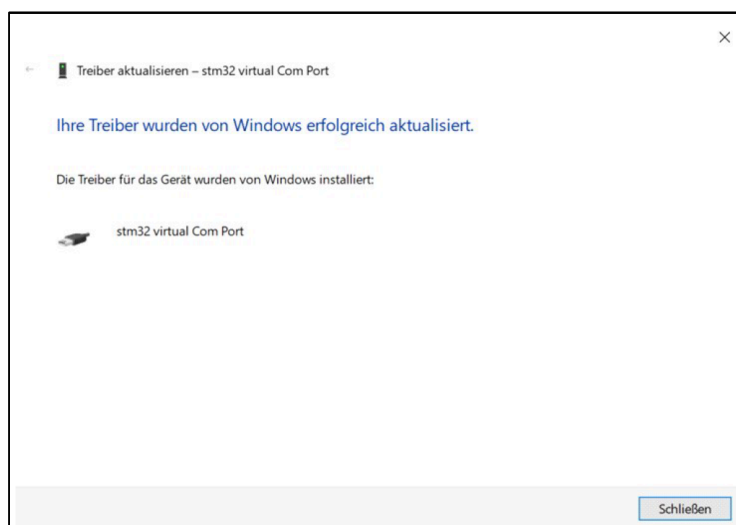 Treiber aktualisieren – stm32 virtual Com Port
Ihre Treiber wurden von Windows erfolgreich aktualisiert.
Die Treiber für das Gerät wurden von Windows installiert:
stm32 virtual Com Port
Schließen